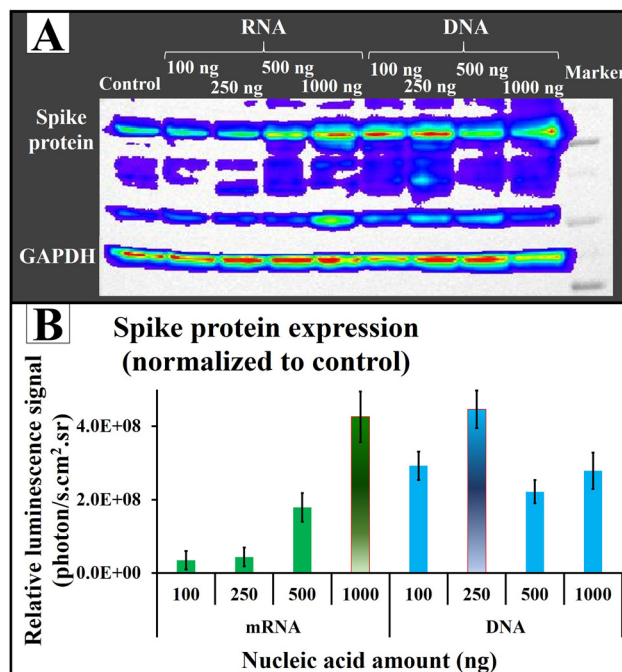 A
RNA
DNA
Control
100 ng
250 ng
500 ng
1000 ng
100 ng
250 ng
500 ng
1000 ng
Marker
Spike
protein
GAPDH
B
Spike protein expression
(normalized to control)
Relative luminescence signal
(photon/s.cm².sr)
4.0E+08
2.0E+08
0.0E+00
100 250 500 1000 100 250 500 1000
mRNA DNA
Nucleic acid amount (ng)